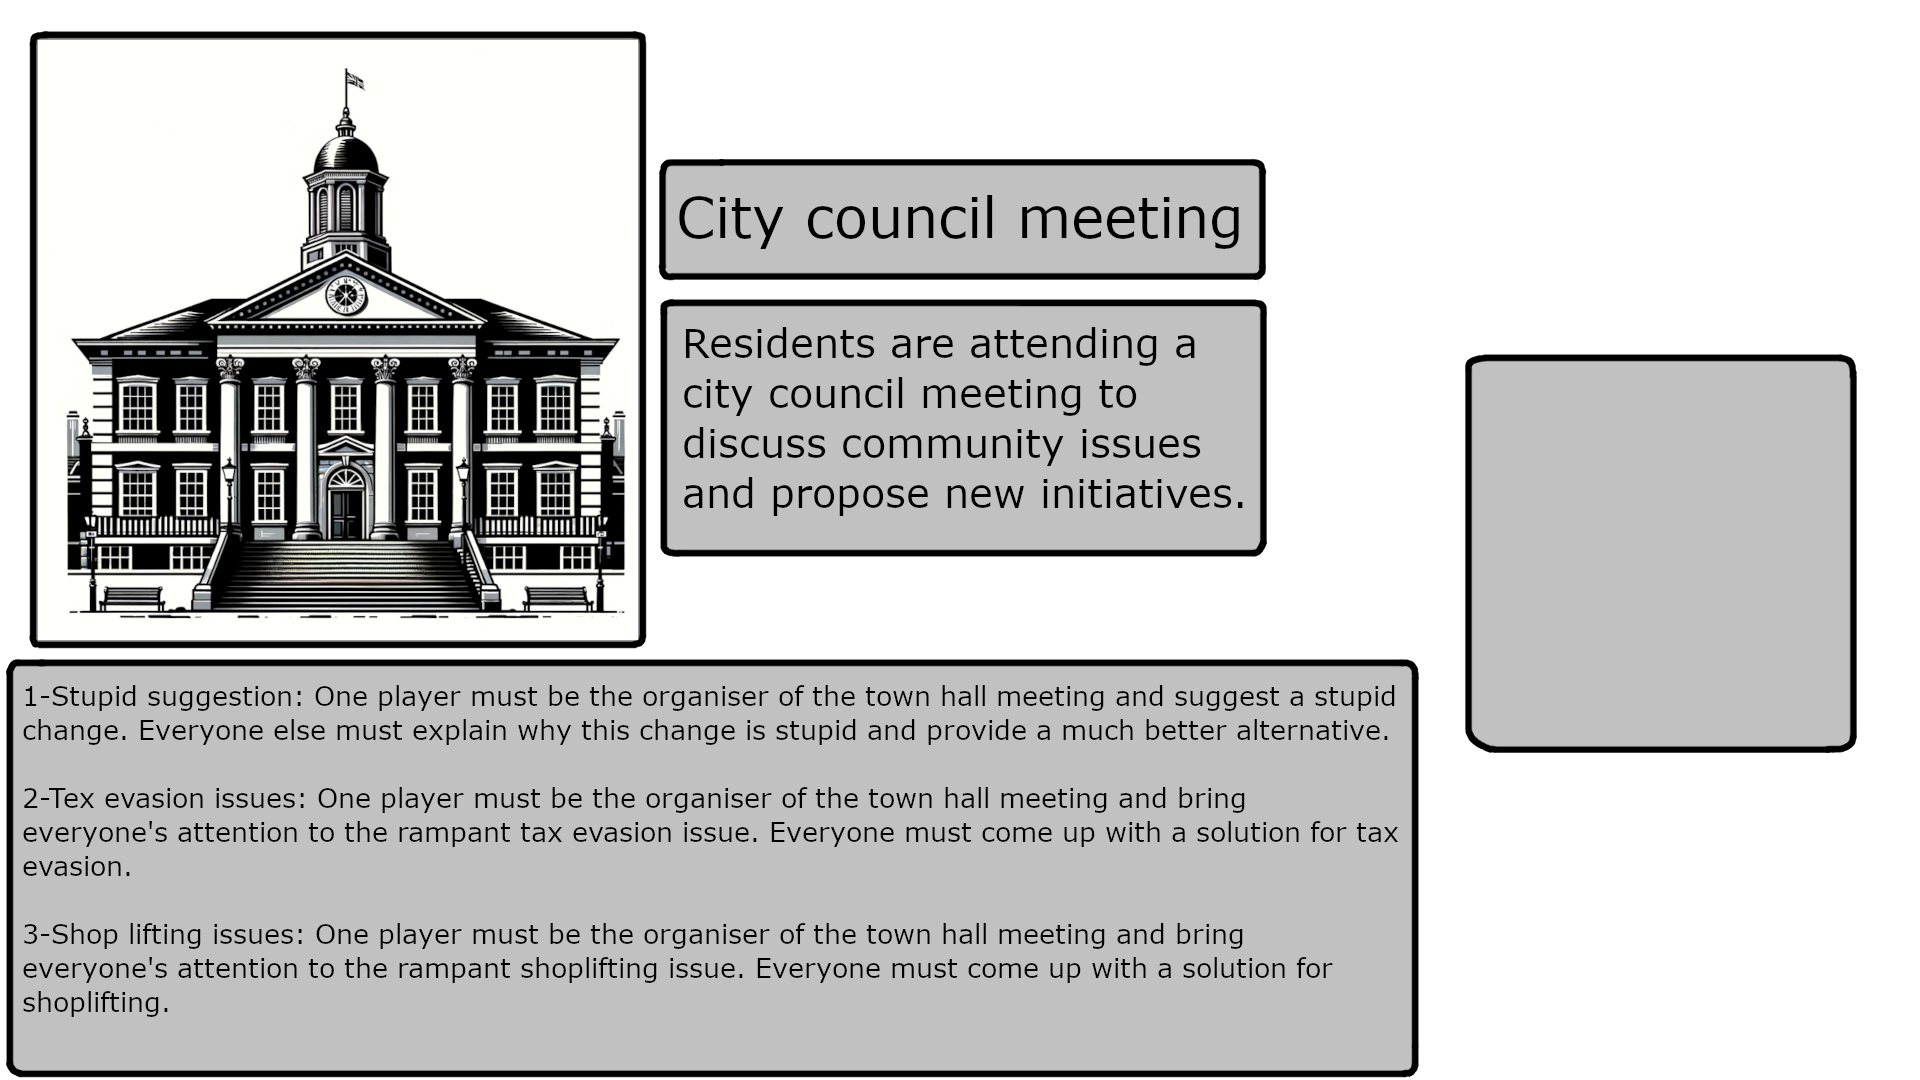 City council meeting
Residents are attending a
city council meeting to
discuss community issues
and propose new initiatives.
1-Stupid suggestion: One player must be the organiser of the town hall meeting and suggest a stupid
change. Everyone else must explain why this change is stupid and provide a much better alternative.
2-Tex evasion issues: One player must be the organiser of the town hall meeting and bring
everyone's attention to the rampant tax evasion issue. Everyone must come up with a solution for tax
evasion.
3-Shop lifting issues: One player must be the organiser of the town hall meeting and bring
everyone's attention to the rampant shoplifting issue. Everyone must come up with a solution for
shoplifting.